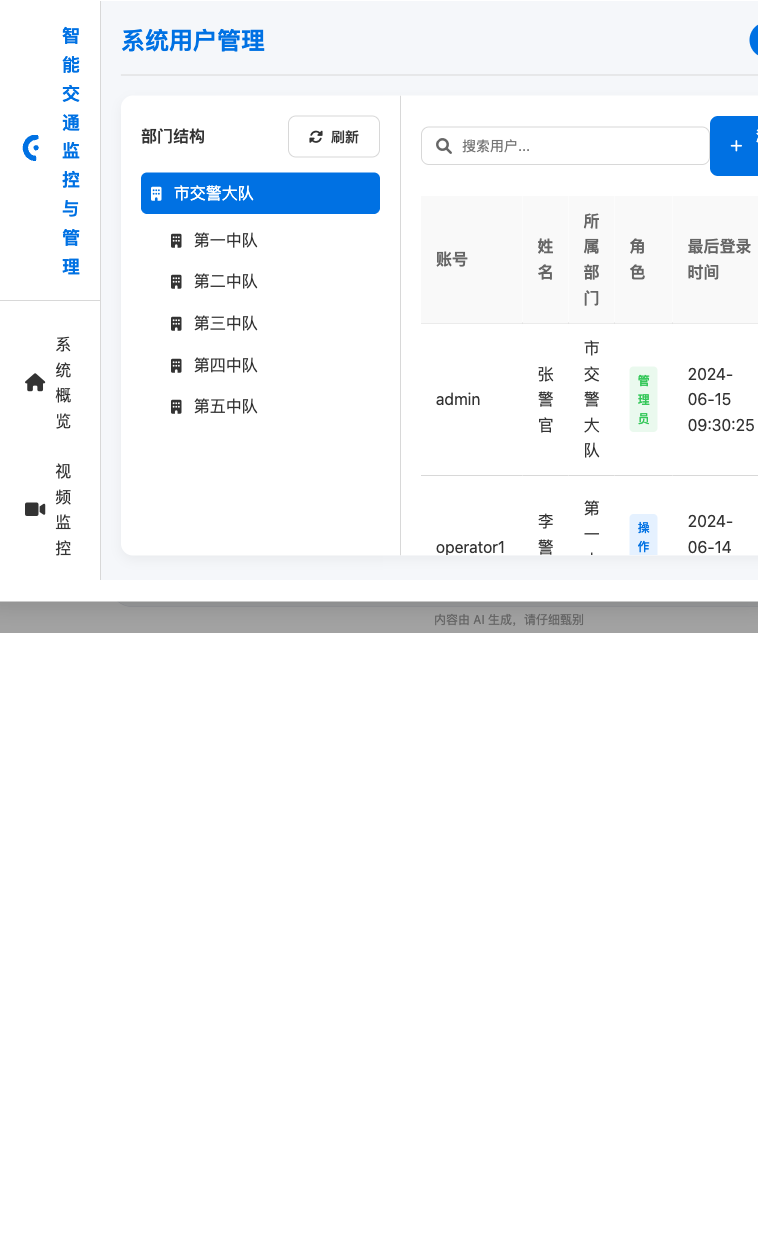 智
能
交
通
监
控
与
管
理
系
统
概
览
视
频
监
控
系统用户管理
部门结构
刷新
市交警大队
第一中队
第二中队
第三中队
第四中队
第五中队
搜索用户...
+
账号
姓
名
所
属
部
门
角
色
最后登录
时间
admin
张
警
官
市
交
警
大
队
管
理
员
2024-
06-15
09:30:25
operator1
李
警
第
一
操
作
2024-
06-14
内容由 AI 生成，请仔细甄别